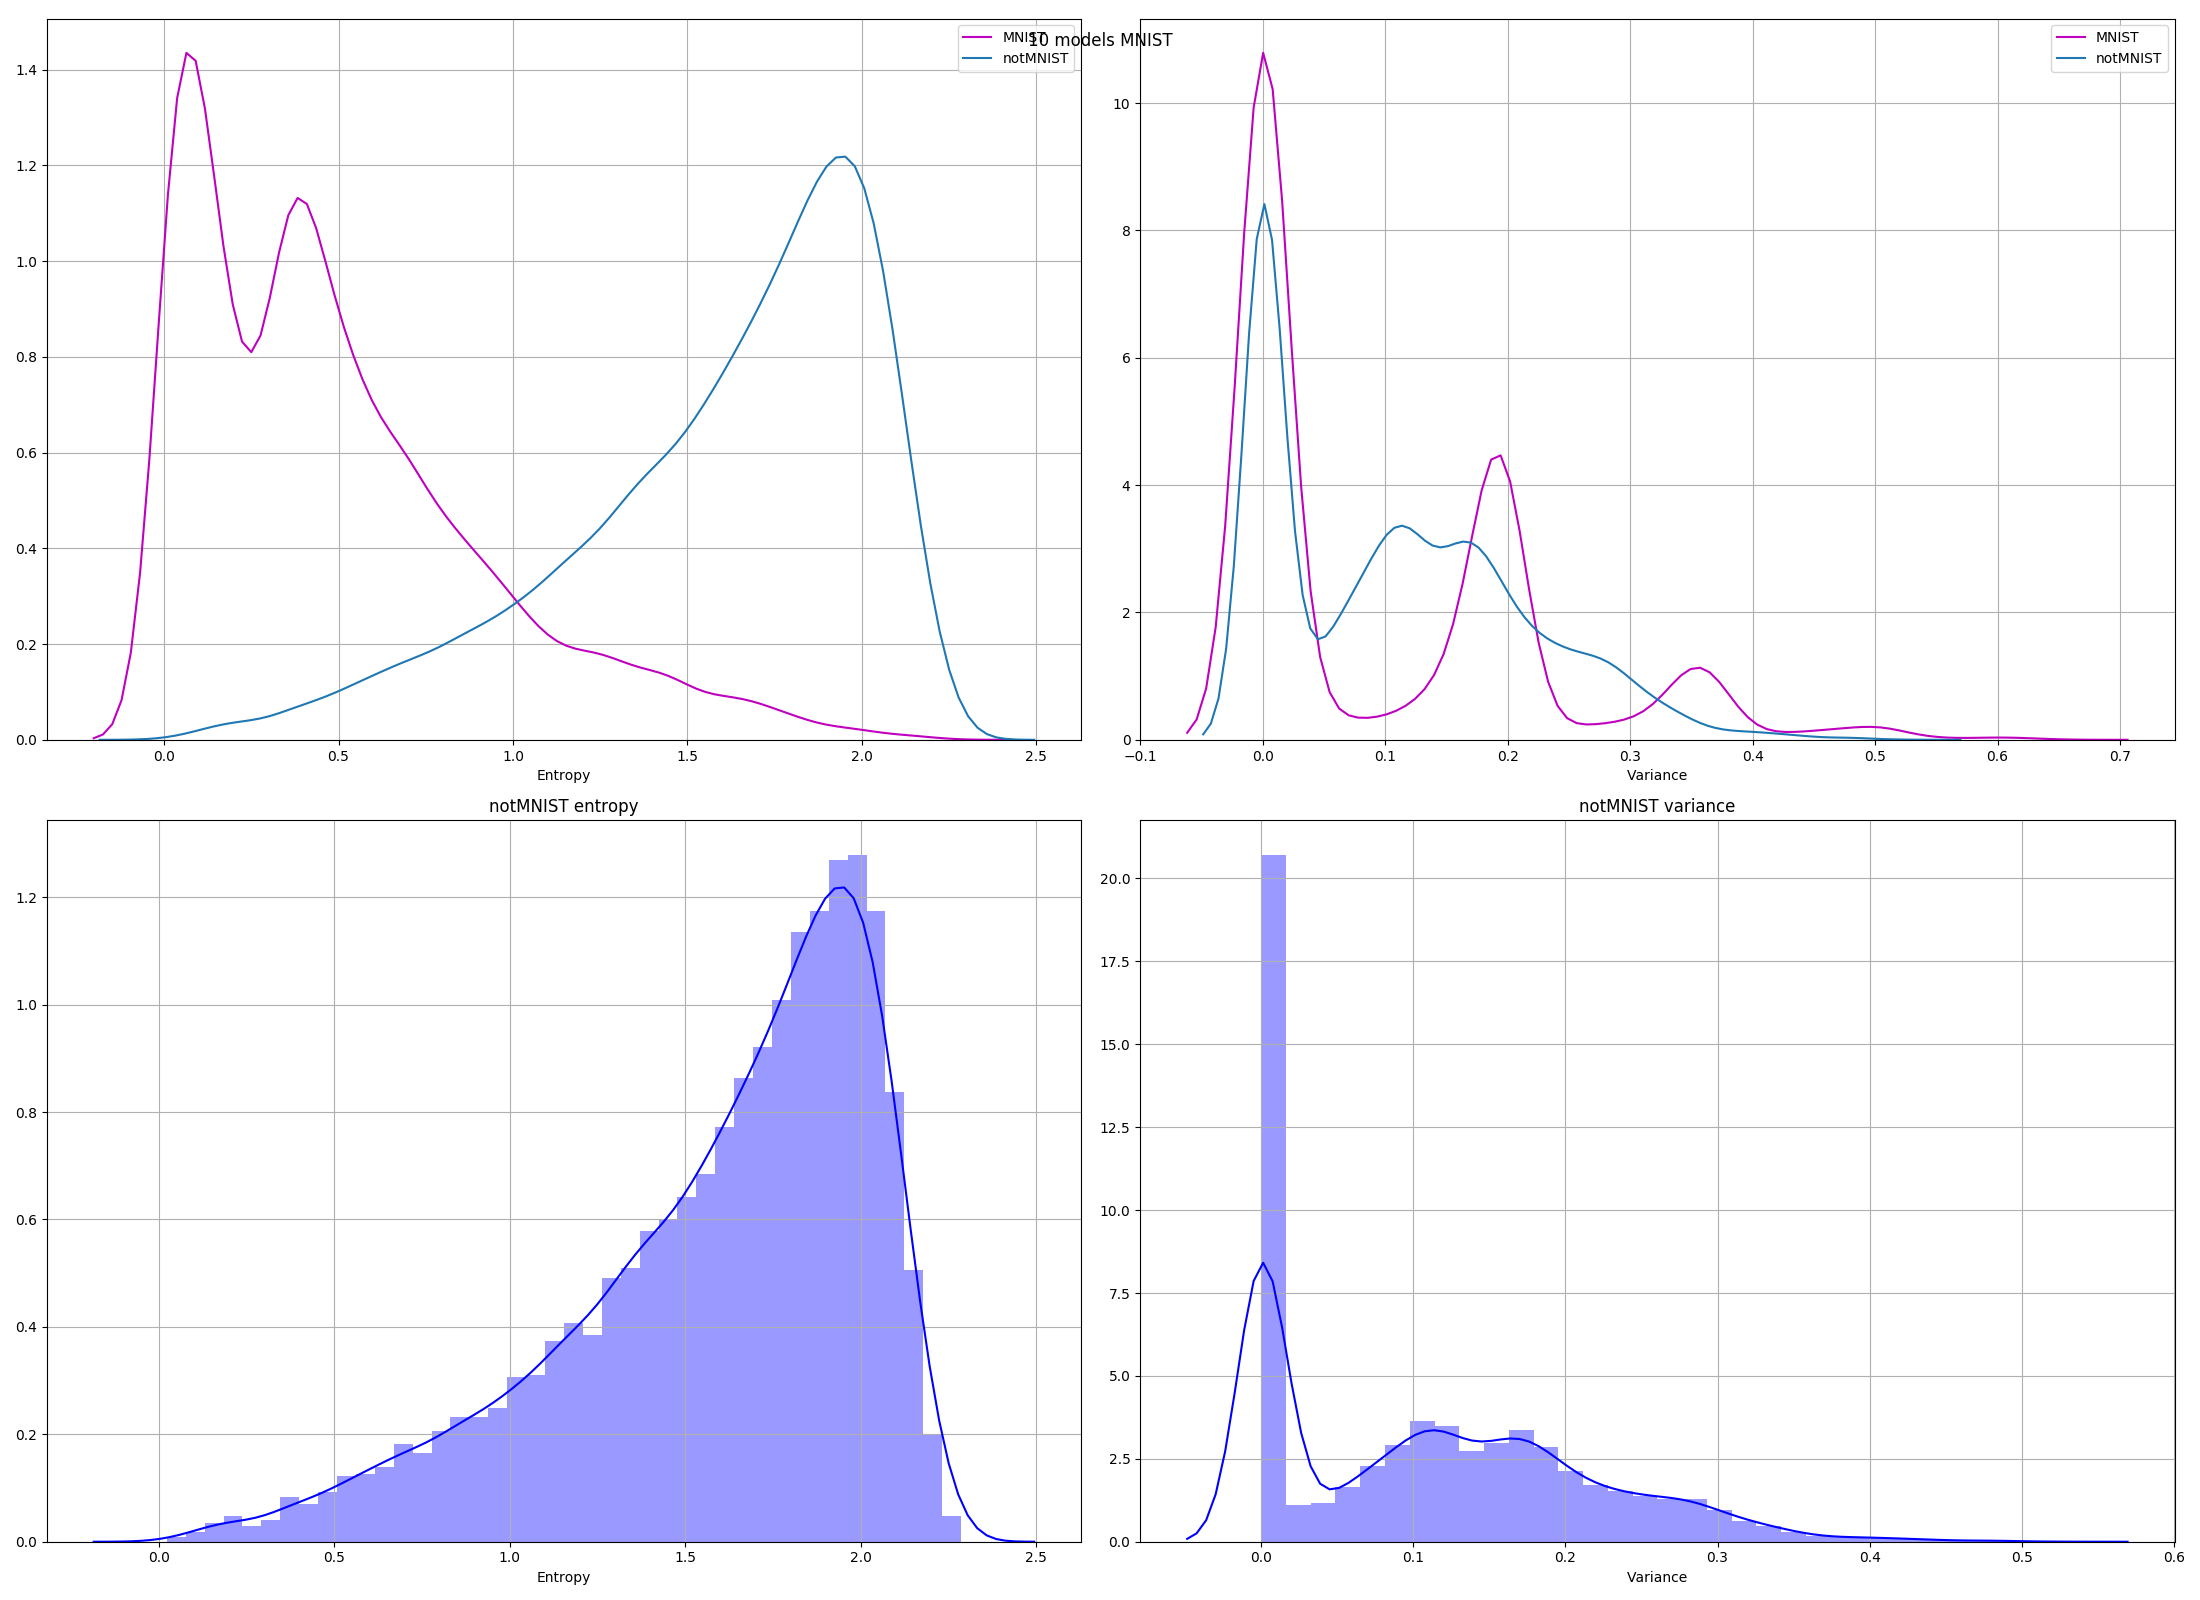 10 models MNIST
MNIST
notMNIST
1.4
1.2
1.0
0.8
0.6
0.4
0.2
0.0
0.0 0.5 1.0 1.5 2.0 2.5
Entropy
MNIST
notMNIST
10
8
6
4
2
0
−0.1 0.0 0.1 0.2 0.3 0.4 0.5 0.6 0.7
Variance
notMNIST entropy
1.2
1.0
0.8
0.6
0.4
0.2
0.0
0.0 0.5 1.0 1.5 2.0 2.5
Entropy
notMNIST variance
20.0
17.5
15.0
12.5
10.0
7.5
5.0
2.5
0.0
0.0 0.1 0.2 0.3 0.4 0.5 0.6
Variance